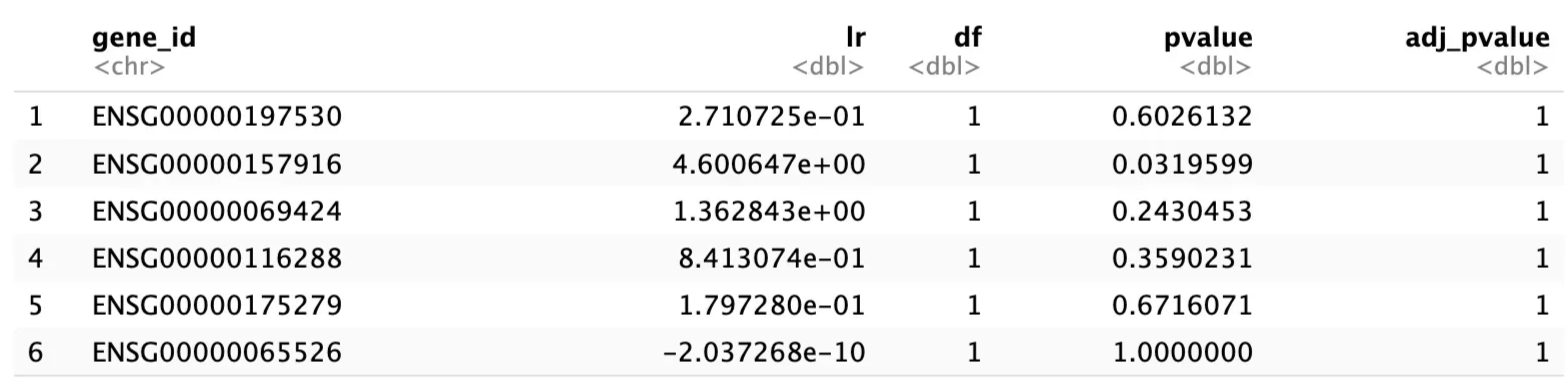 gene_id lr df pvalue adj_pvalue
<chr> <dbl> <dbl> <dbl> <dbl>
1 ENSG00000197530 2.710725e-01 1 0.6026132 1
2 ENSG00000157916 4.600647e+00 1 0.0319599 1
3 ENSG00000069424 1.362843e+00 1 0.2430453 1
4 ENSG00000116288 8.413074e-01 1 0.3590231 1
5 ENSG00000175279 1.797280e-01 1 0.6716071 1
6 ENSG00000065526 -2.037268e-10 1 1.0000000 1